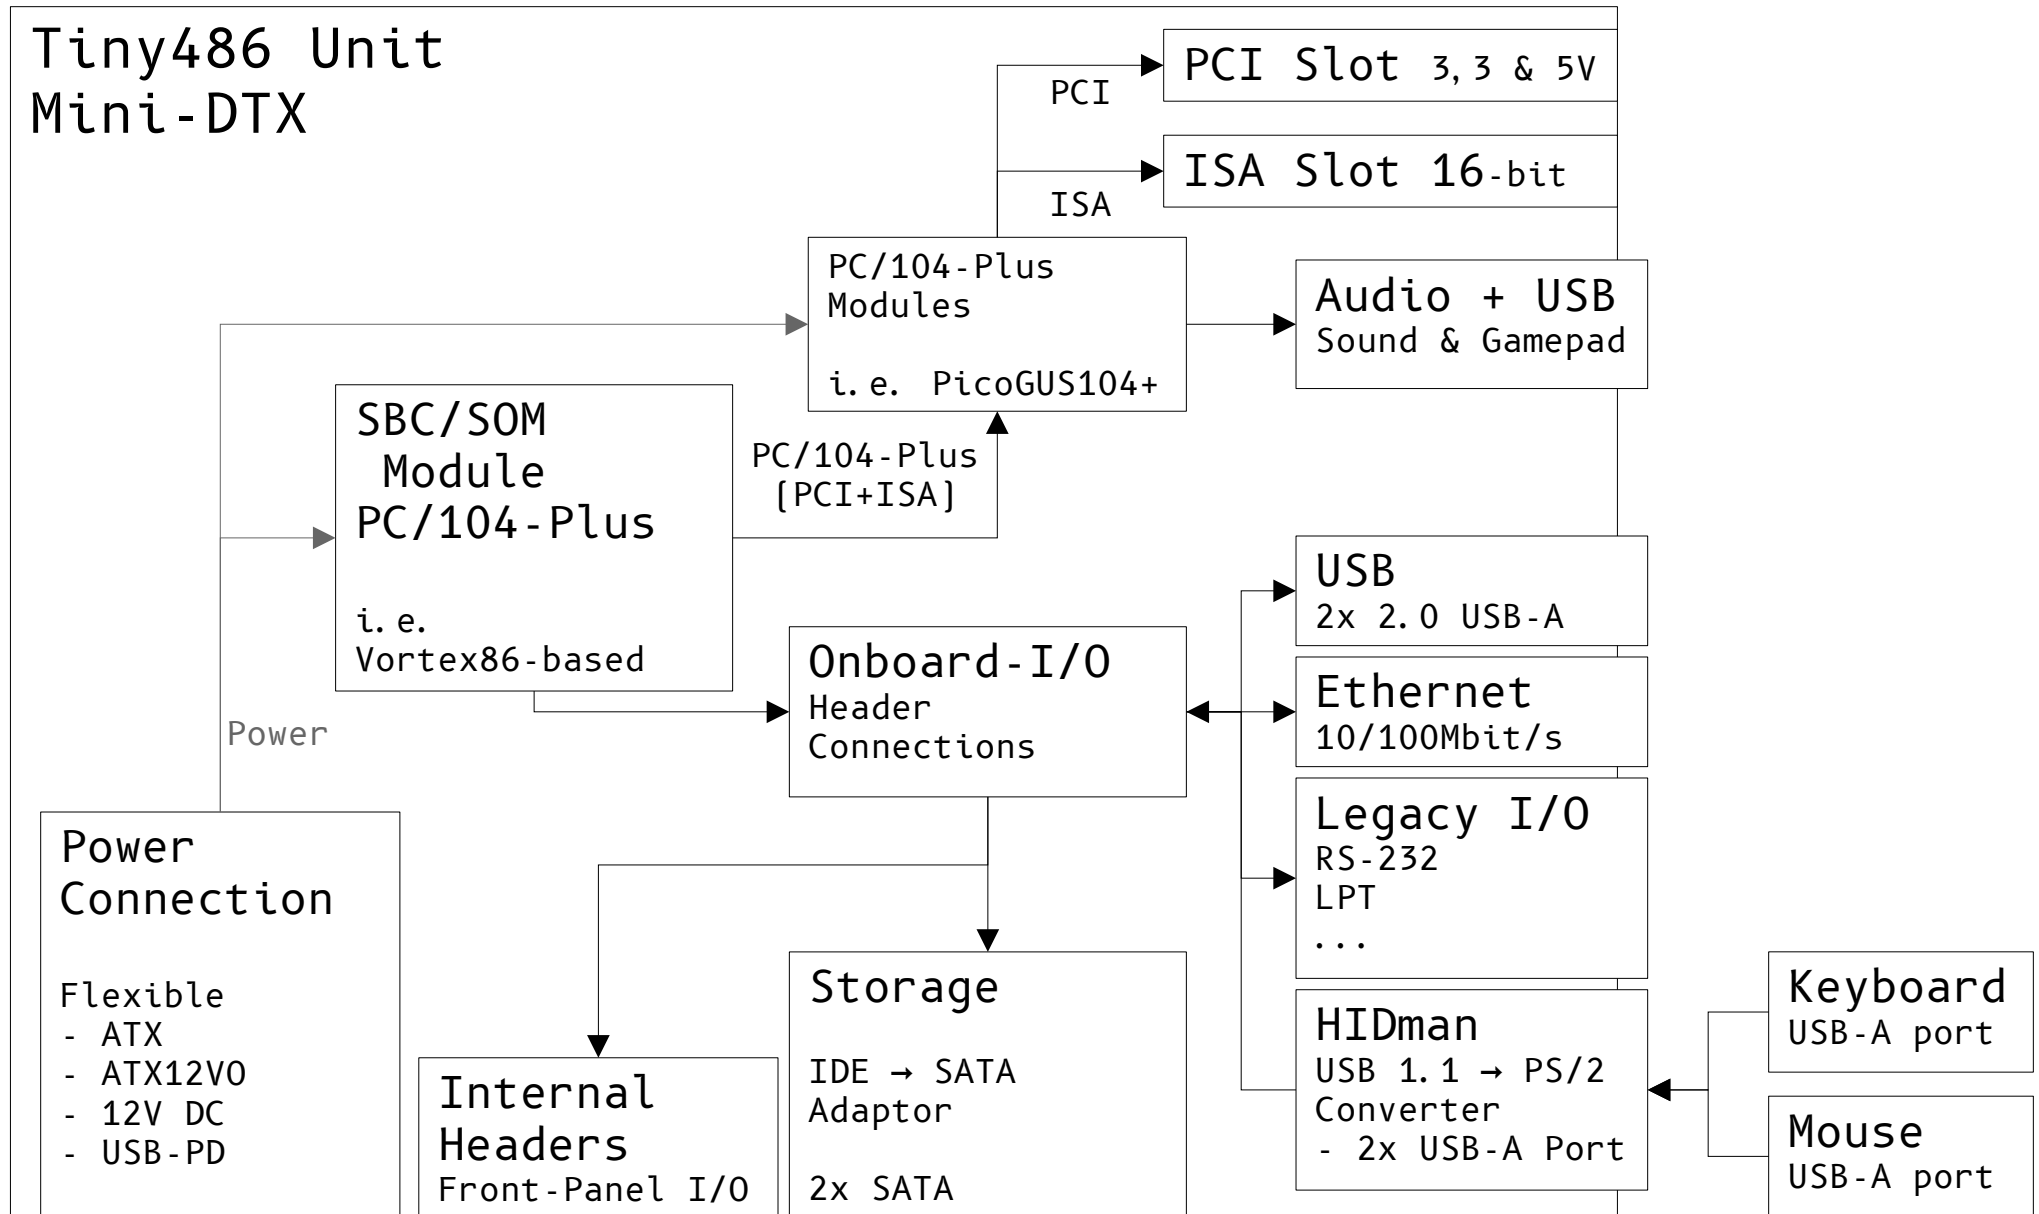 Tiny486 Unit
Mini-DTX
PCI Slot 3,3 & 5V
PCI
ISA Slot 16-bit
ISA
PC/104-Plus
Modules
i.e. PicoGUS104+
Audio + USB
Sound & Gamepad
SBC/SOM
Module
PC/104-Plus
i.e.
Vortex86-based
PC/104-Plus
(PCI+ISA)
USB
2x 2.0 USB-A
Onboard-I/O
Header
Connections
Ethernet
10/100Mbit/s
Power
Legacy I/O
RS-232
LPT
...
Power
Connection
Flexible
- ATX
- ATX12VO
- 12V DC
- USB-PD
Internal
Headers
Front-Panel I/O
Storage
IDE → SATA
Adaptor
2x SATA
HIDman
USB 1.1 → PS/2
Converter
- 2x USB-A Port
Keyboard
USB-A port
Mouse
USB-A port